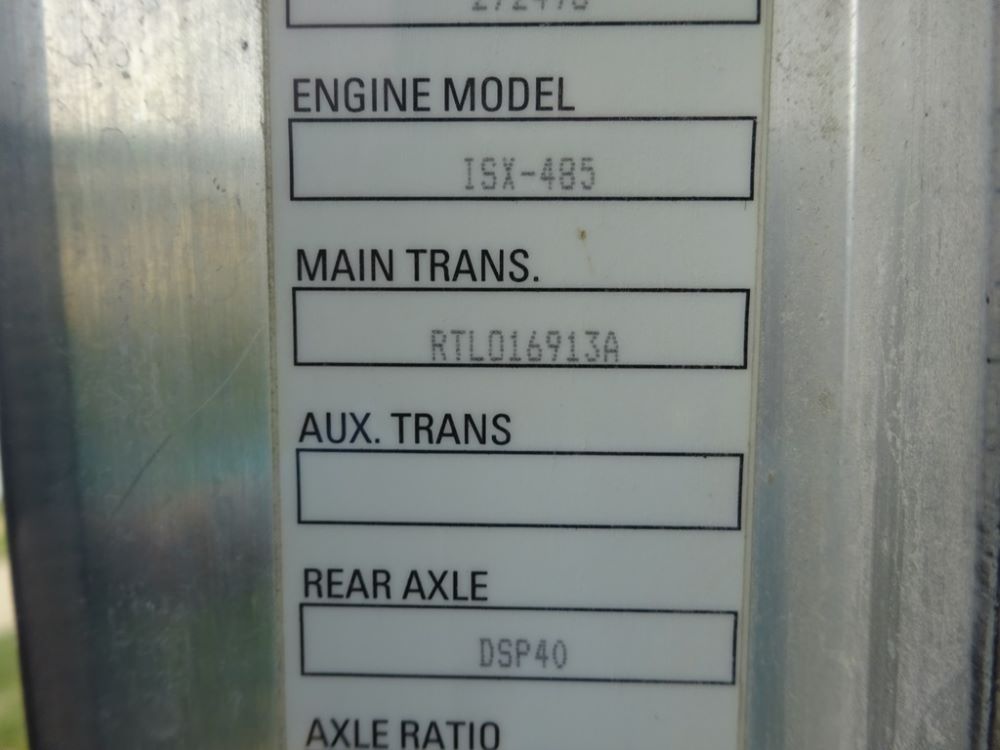 ENGINE MODEL
ISX-485
MAIN TRANS.
RTLO16913A
AUX. TRANS
REAR AXLE
DSP40
AXLE RATIO